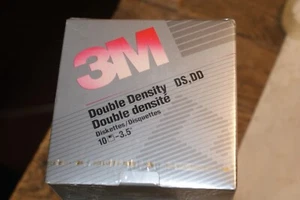 3M
Double Density DS,DD
Double densité
Diskettes/Disquettes
10 -3.5"